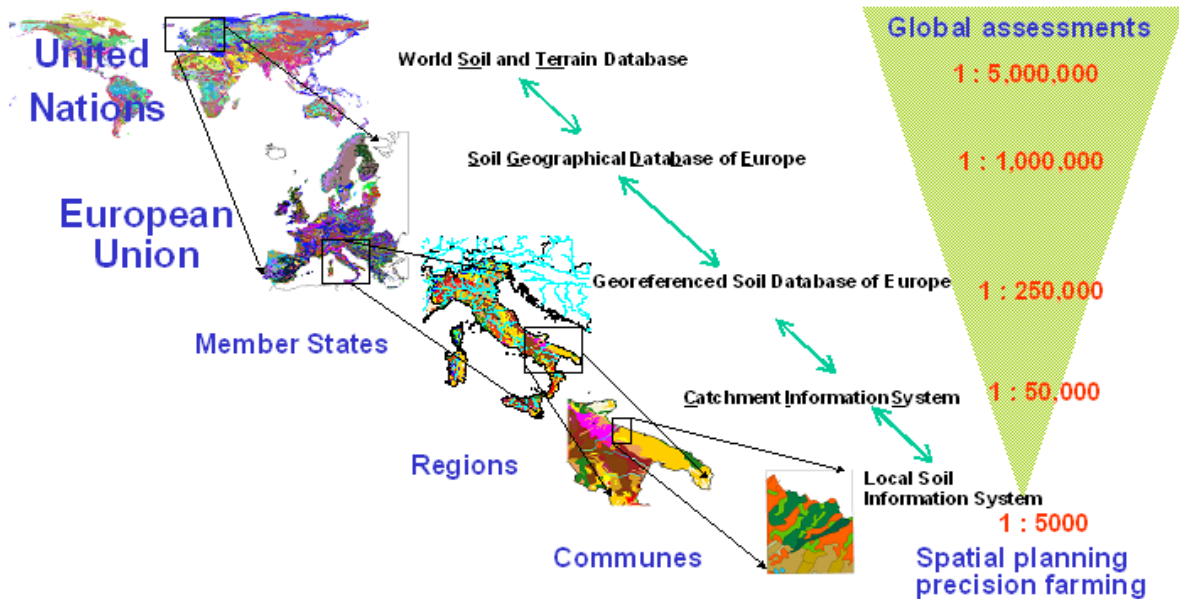 United
Nations
European
Union
Member States
Regions
Communes
World Soil and Terrain Database
Soil Geographical Database of Europe
Georeferenced Soil Database of Europe
Catchment Information System
Local Soil
Information System
Global assessments
1 : 5,000,000
1 : 1,000,000
1 : 250,000
1 : 50,000
1 : 5000
Spatial planning
precision farming